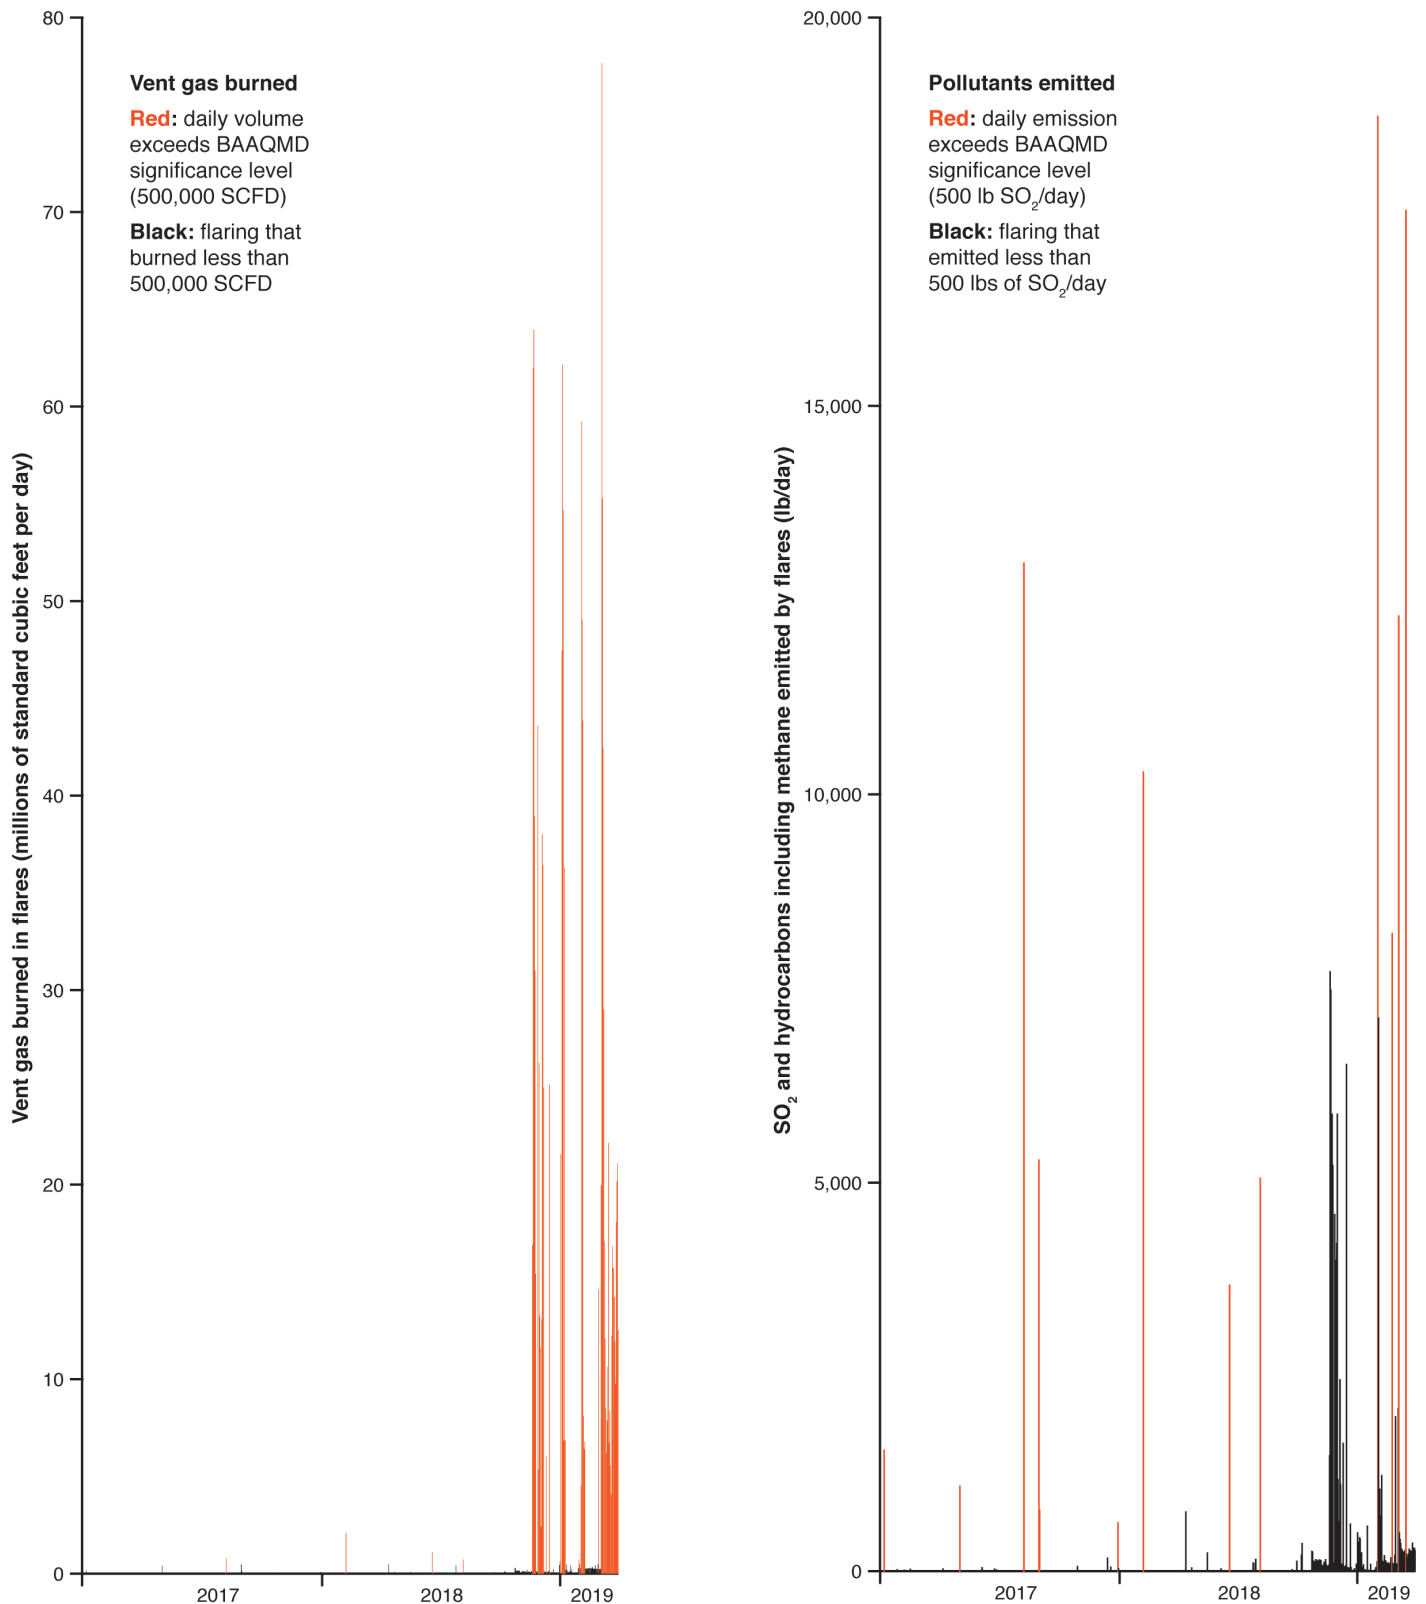 Vent gas burned in flares (millions of standard cubic feet per day)
80
70
60
50
40
30
20
10
0
Vent gas burned
Red: daily volume
exceeds BAAQMD
significance level
(500,000 SCFD)
Black: flaring that
burned less than
500,000 SCFD
2017
2018
2019
SO2 and hydrocarbons including methane emitted by flares (lb/day)
20,000
15,000
10,000
5,000
0
Pollutants emitted
Red: daily emission
exceeds BAAQMD
significance level
(500 lb SO2/day)
Black: flaring that
emitted less than
500 lbs of SO2/day
2017
2018
2019